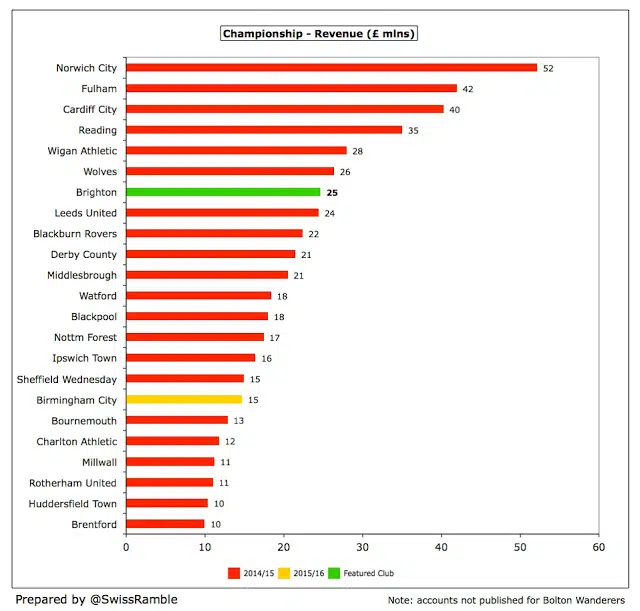 Championship - Revenue (£ mlns)
Norwich City 52
Fulham 42
Cardiff City 40
Reading 35
Wigan Athletic 28
Wolves 26
Brighton 25
Leeds United 24
Blackburn Rovers 22
Derby County 21
Middlesbrough 21
Watford 18
Blackpool 18
Nottm Forest 17
Ipswich Town 16
Sheffield Wednesday 15
Birmingham City 15
Bournemouth 13
Charlton Athletic 12
Millwall 11
Rotherham United 11
Huddersfield Town 10
Brentford 10
0 10 20 30 40 50 60
2014/15 2015/16 Featured Club
Prepared by @SwissRamble Note: accounts not published for Bolton Wanderers